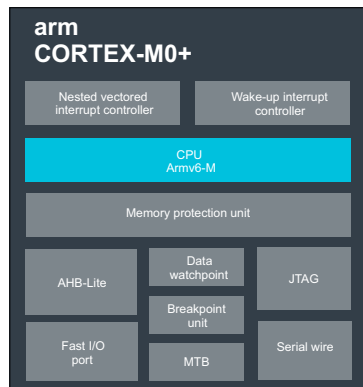 arm
CORTEX-M0+
Nested vectored
interrupt controller
Wake-up interrupt
controller
CPU
Armv6-M
Memory protection unit
AHB-Lite
Data
watchpoint
JTAG
Breakpoint
unit
Fast I/O
port
MTB
Serial wire